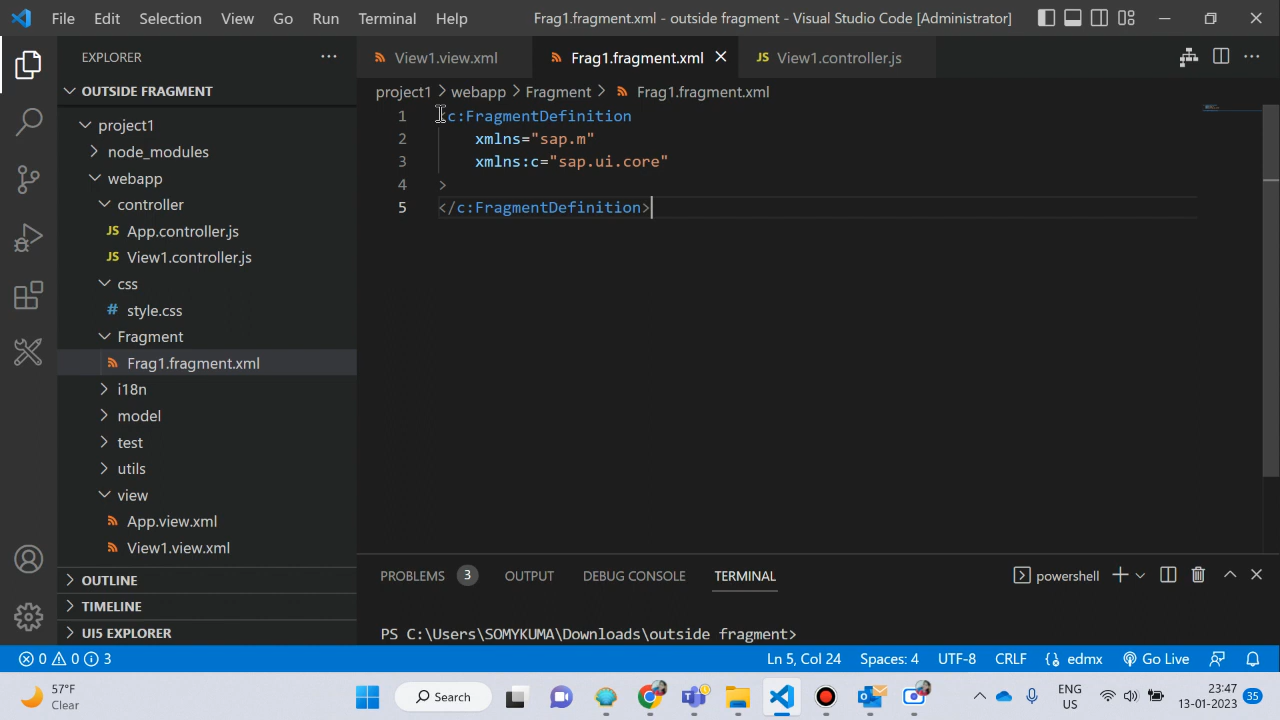 File Edit Selection View Go Run Terminal Help
Frag1.fragment.xml - outside fragment - Visual Studio Code [Administrator]
EXPLORER
View1.view.xml
Frag1.fragment.xml
JS View1.controller.js
OUTSIDE FRAGMENT
project1 > webapp > Fragment > Frag1.fragment.xml
project1
node_modules
webapp
controller
JS App.controller.js
JS View1.controller.js
css
# style.css
Fragment
Frag1.fragment.xml
i18n
model
test
utils
view
App.view.xml
View1.view.xml
OUTLINE
TIMELINE
UI5 EXPLORER
1 <c:FragmentDefinition
2 xmlns="sap.m"
3 xmlns:c="sap.ui.core"
4 >
5 </c:FragmentDefinition>
PROBLEMS 3 OUTPUT DEBUG CONSOLE TERMINAL
powershell
PS C:\Users\SOMYKUMA\Downloads\outside fragment>
0 0 3
Ln 5, Col 24 Spaces: 4 UTF-8 CRLF {} edmx Go Live
57°F
Clear
Search
ENG
US
23:47
13-01-2023
35